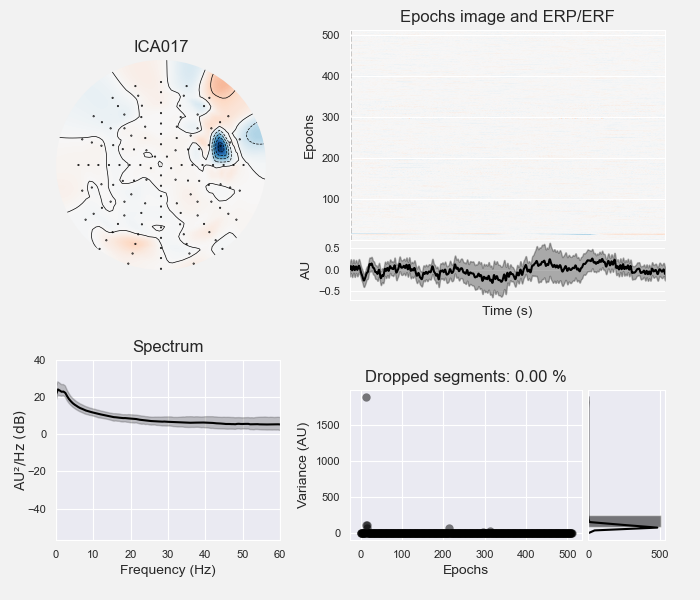 ICA017
Epochs image and ERP/ERF
500
400
300
200
100
Epochs
0.5
0.0
−0.5
AU
Time (s)
Spectrum
40
20
0
−20
−40
AU²/Hz (dB)
0 10 20 30 40 50 60
Frequency (Hz)
Dropped segments: 0.00 %
1500
1000
500
0
Variance (AU)
0 100 200 300 400 500
Epochs
0 500